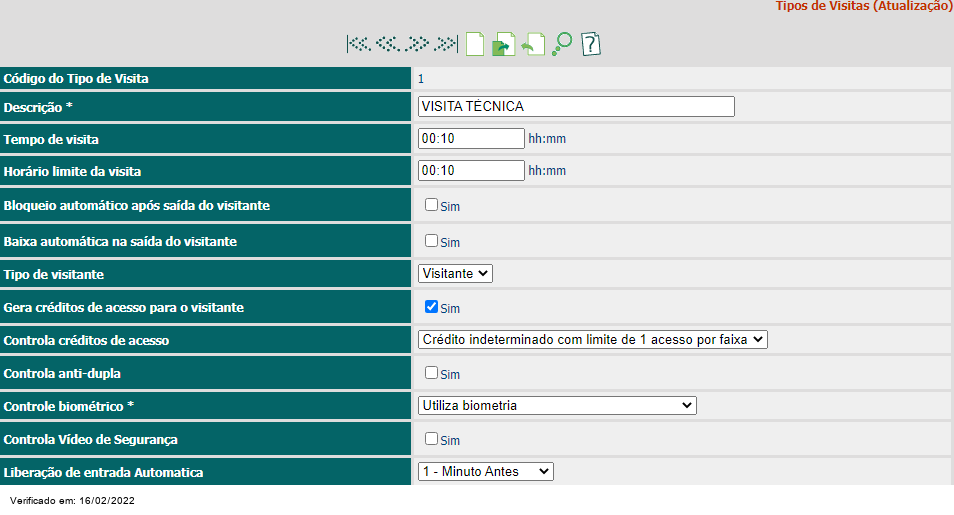 Tipos de Visitas (Atualização)
?
Código do Tipo de Visita 1
Descrição * VISITA TÉCNICA
Tempo de visita 00:10 hh:mm
Horário limite da visita 00:10 hh:mm
Bloqueio automático após saída do visitante Sim
Baixa automática na saída do visitante Sim
Tipo de visitante Visitante
Gera créditos de acesso para o visitante Sim
Controla créditos de acesso Crédito indeterminado com limite de 1 acesso por faixa
Controla anti-dupla Sim
Controle biométrico * Utiliza biometria
Controla Vídeo de Segurança Sim
Liberação de entrada Automatica 1 - Minuto Antes
Verificado em: 16/02/2022